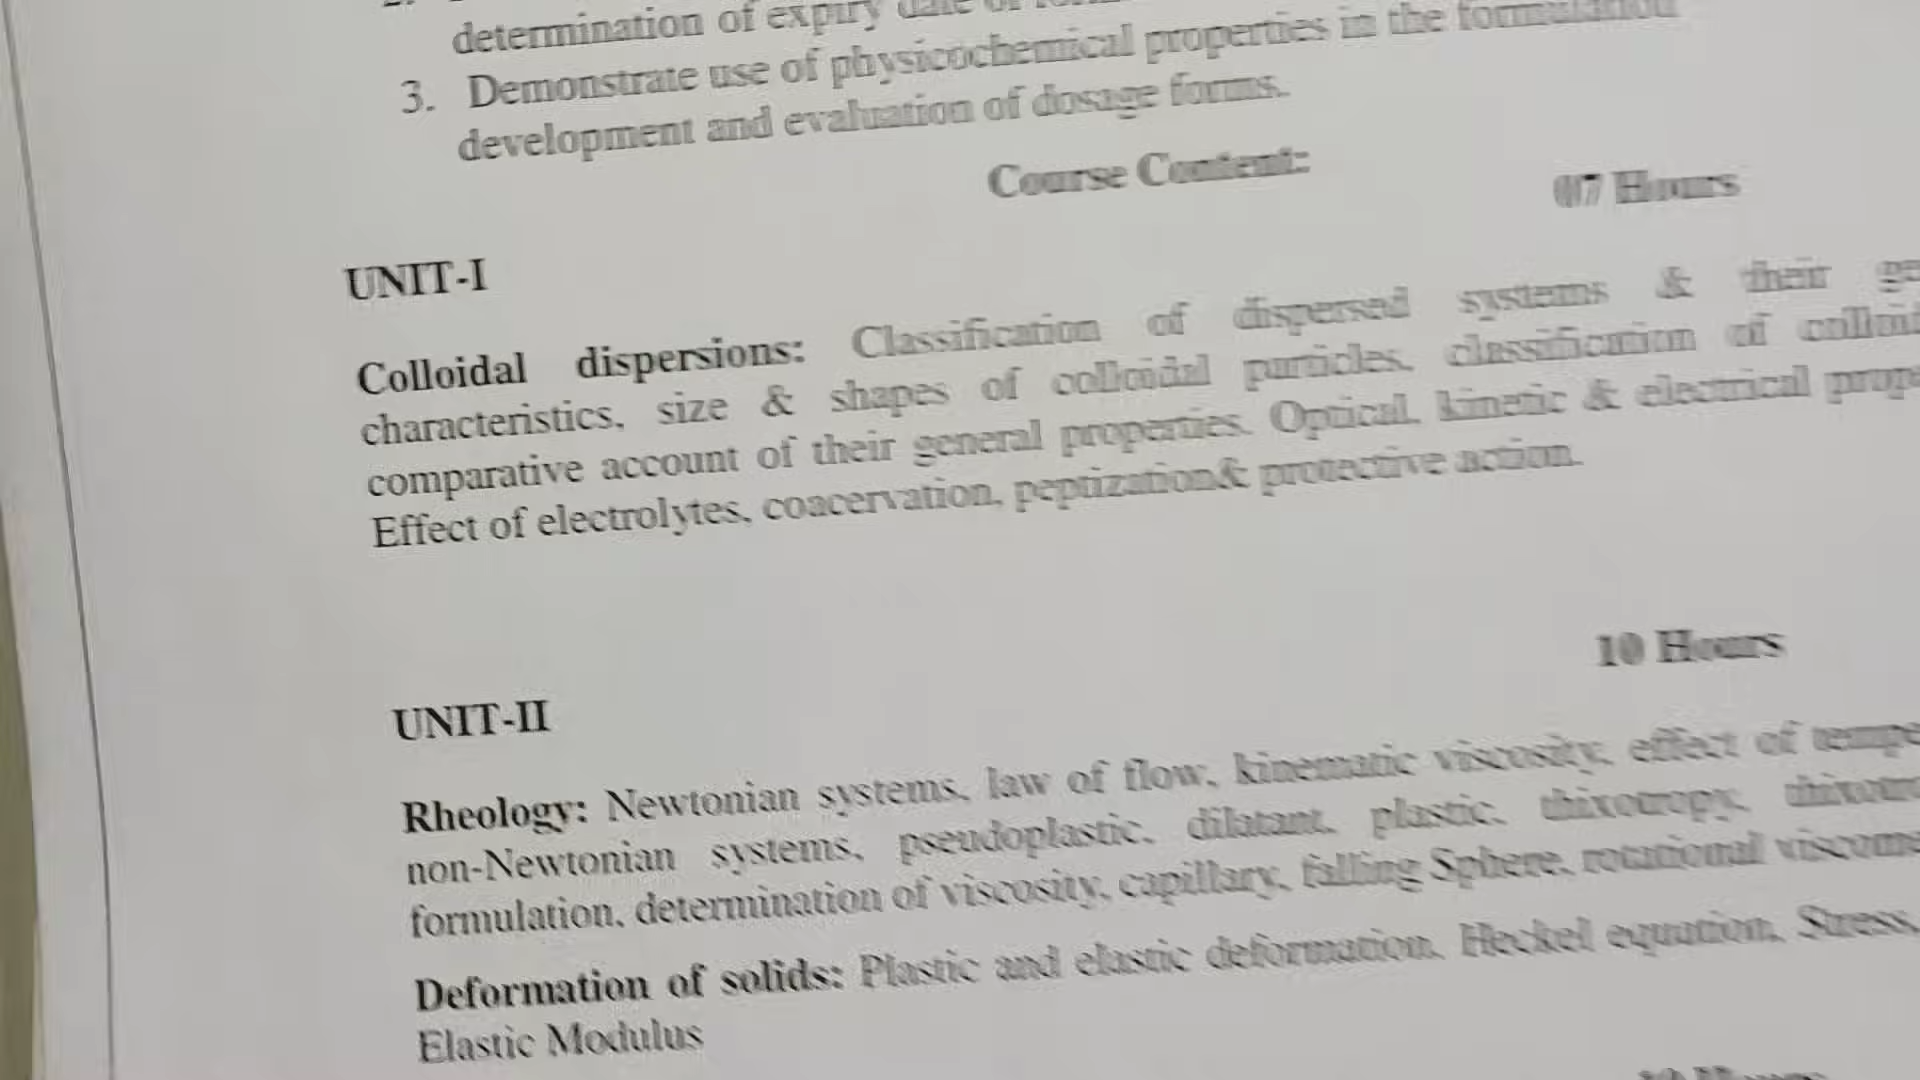 determination of expiry date of
3. Demonstrate use of physicochemical properties in the formulation
development and evaluation of dosage forms.
Course Content:
07 Hours
UNIT-I
Colloidal dispersions: Classification of dispersed systems & their
characteristics, size & shapes of colloidal particles, classification of
comparative account of their general properties. Optical, kinetic & electrical
Effect of electrolytes, coacervation, peptization& protective action.
10 Hours
UNIT-II
Rheology: Newtonian systems, law of flow, kinematic viscosity, effect of
non-Newtonian systems, pseudoplastic, dilatant, plastic, thixotropy,
formulation, determination of viscosity, capillary, falling Sphere, rotational
Deformation of solids: Plastic and elastic deformation, Heckel equation, Stress,
Elastic Modulus